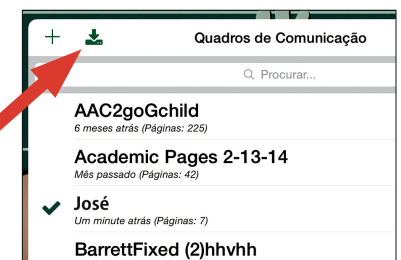 Quadros de Comunicação
Procurar...
AAC2goGchild
6 meses atrás (Páginas: 225)
Academic Pages 2-13-14
Mês passado (Páginas: 42)
José
Um minute atrás (Páginas: 7)
BarrettFixed (2)hhvhh